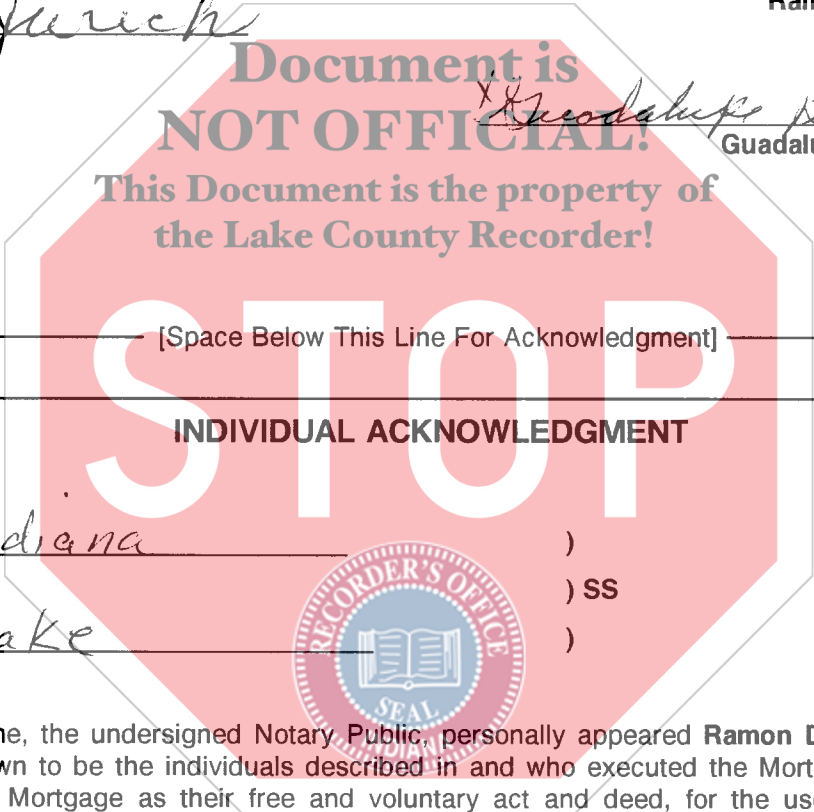 Document is
NOT OFFICIAL!
Guadalupe
This Document is the property of
the Lake County Recorder!
STOP
[Space Below This Line For Acknowledgment]
INDIVIDUAL ACKNOWLEDGMENT
diana )
) SS
ake )
RECORDER'S OFFICE
SEAL
INDIANA
ne, the undersigned Notary Public, personally appeared Ramon D
wn to be the individuals described in and who executed the Mort
Mortgage as their free and voluntary act and deed, for the us